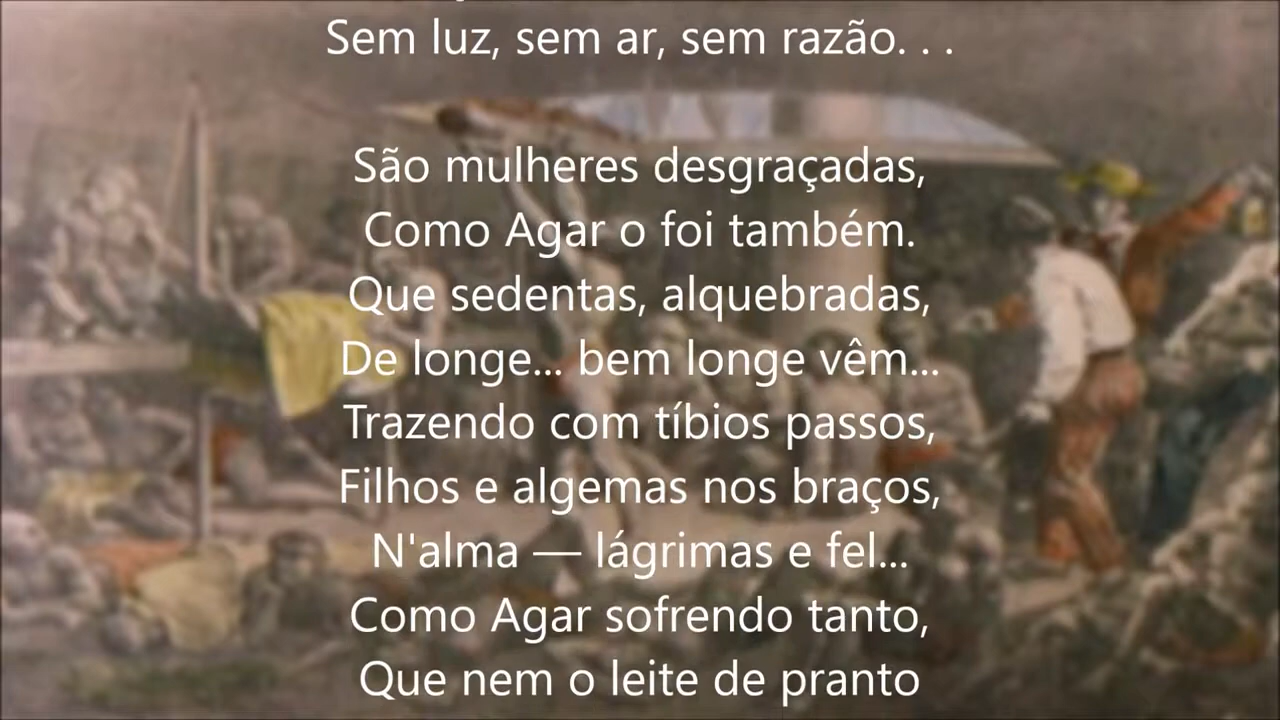 Sem luz, sem ar, sem razão. . .
São mulheres desgraçadas,
Como Agar o foi também.
Que sedentas, alquebradas,
De longe... bem longe vêm...
Trazendo com tíbios passos,
Filhos e algemas nos braços,
N'alma — lágrimas e fel...
Como Agar sofrendo tanto,
Que nem o leite de pranto